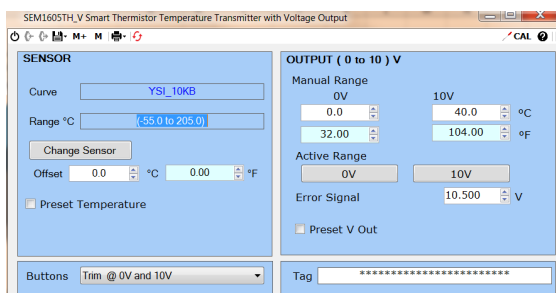 SEM1605TH_V Smart Thermistor Temperature Transmitter with Voltage Output
M+ M CAL
SENSOR
Curve YSI_10KB
Range °C (-55.0 to 205.0)
Change Sensor
Offset 0.0 °C 0.00 °F
Preset Temperature
OUTPUT ( 0 to 10 ) V
Manual Range
0V 10V
0.0 40.0 ºC
32.00 104.00 ºF
Active Range
0V 10V
Error Signal 10.500 V
Preset V Out
Buttons Trim @ 0V and 10V
Tag ************************